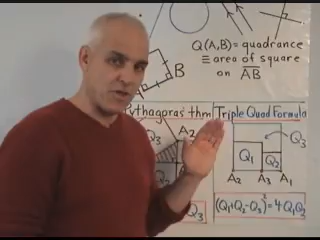 Q(A,B) = quadrance
≡ area of square
on AB
B
Pythagoras' thm
Triple Quad Formula
Q₃
A₂
Q₃
Q₁
Q₂
A₂ A₃ A₁
Q₃
(Q₁+Q₂-Q₃)²=4Q₁Q₂